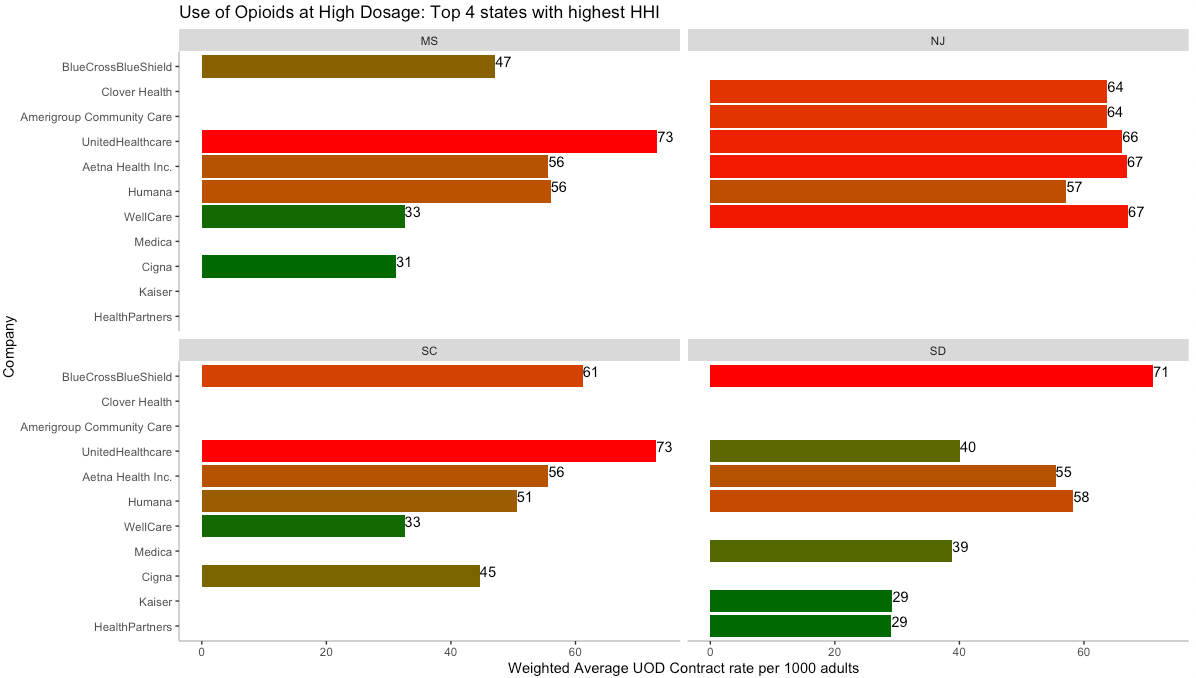 Use of Opioids at High Dosage: Top 4 states with highest HHI
MS
NJ
BlueCrossBlueShield
47
Clover Health
64
Amerigroup Community Care
64
UnitedHealthcare
73
66
Aetna Health Inc.
56
67
Humana
56
57
WellCare
33
67
Medica
Cigna
31
Kaiser
HealthPartners
Company
SC
SD
BlueCrossBlueShield
61
71
Clover Health
Amerigroup Community Care
UnitedHealthcare
73
40
Aetna Health Inc.
56
55
Humana
51
58
WellCare
33
Medica
39
Cigna
45
Kaiser
29
HealthPartners
29
0 20 40 60
0 20 40 60
Weighted Average UOD Contract rate per 1000 adults